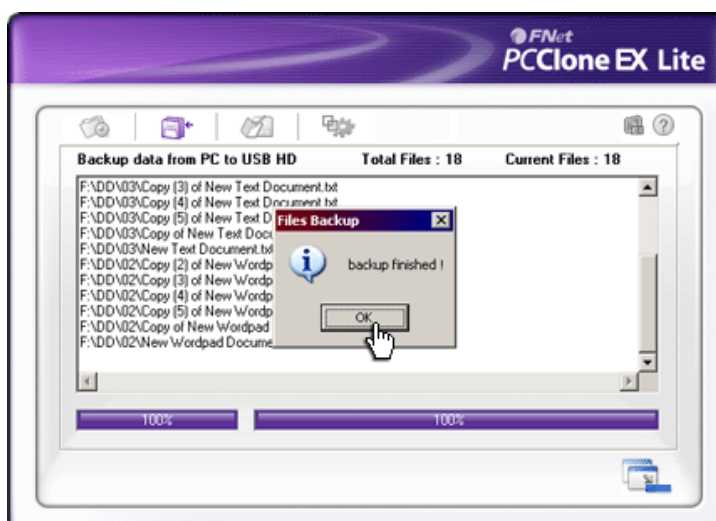 FNet
PCClone EX Lite
Backup data from PC to USB HD Total Files : 18 Current Files : 18
F:\DD\03\Copy (3) of New Text Document.txt
F:\DD\03\Copy (4) of New Text Document.txt
F:\DD\03\Copy (5) of New Text D
F:\DD\03\Copy of New Text Docu
F:\DD\03\New Text Document.txt
F:\DD\02\Copy (2) of New Wordp
F:\DD\02\Copy (3) of New Wordp
F:\DD\02\Copy (4) of New Wordp
F:\DD\02\Copy (5) of New Wordp
F:\DD\02\Copy of New Wordpad
F:\DD\02\New Wordpad Docume
Files Backup
backup finished !
OK
100% 100%